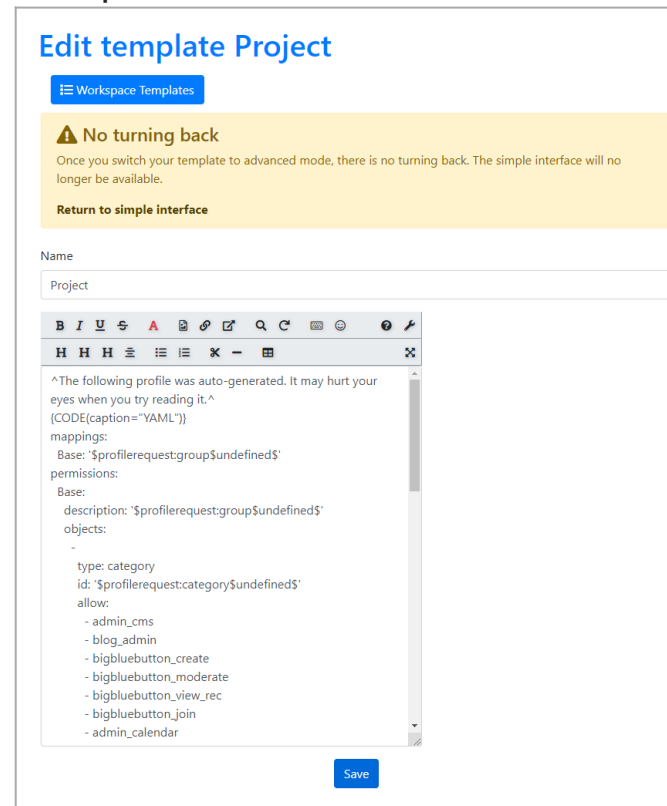 Edit template Project
Workspace Templates
No turning back
Once you switch your template to advanced mode, there is no turning back. The simple interface will no
longer be available.
Return to simple interface
Name
Project
B I U S A
H H H
^The following profile was auto-generated. It may hurt your
eyes when you try reading it.^
{CODE(caption="YAML")}
mappings:
Base: '$profilerequest:group$undefined$'
permissions:
Base:
description: '$profilerequest:group$undefined$'
objects:
-
type: category
id: '$profilerequest:category$undefined$'
allow:
- admin_cms
- blog_admin
- bigbluebutton_create
- bigbluebutton_moderate
- bigbluebutton_view_rec
- bigbluebutton_join
- admin_calendar
Save